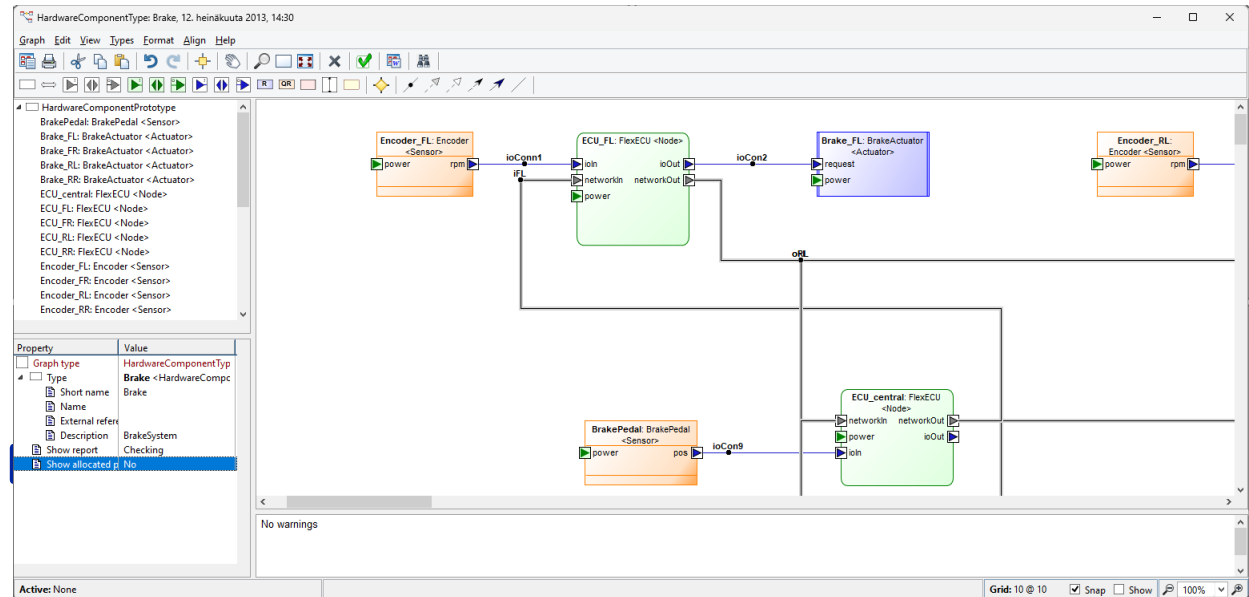 HardwareComponentType: Brake, 12. heinäkuuta 2013, 14:30
Graph Edit View Types Format Align Help
R QR
HardwareComponentPrototype
BrakePedal: BrakePedal <Sensor>
Brake_FL: BrakeActuator <Actuator>
Brake_FR: BrakeActuator <Actuator>
Brake_RL: BrakeActuator <Actuator>
Brake_RR: BrakeActuator <Actuator>
ECU_central: FlexECU <Node>
ECU_FL: FlexECU <Node>
ECU_FR: FlexECU <Node>
ECU_RL: FlexECU <Node>
ECU_RR: FlexECU <Node>
Encoder_FL: Encoder <Sensor>
Encoder_FR: Encoder <Sensor>
Encoder_RL: Encoder <Sensor>
Encoder_RR: Encoder <Sensor>
Property Value
Graph type HardwareComponentTyp
Type Brake <HardwareCompc
Short name Brake
Name
External refere
Description BrakeSystem
Show report Checking
Show allocated p No
Encoder_FL: Encoder
<Sensor>
power rpm
ioConn1
iFL
ECU_FL: FlexECU <Node>
ioIn ioOut
networkIn networkOut
power
ioCon2
Brake_FL: BrakeActuator
<Actuator>
request
power
Encoder_RL:
Encoder <Sensor>
power rpm
oRL
BrakePedal: BrakePedal
<Sensor>
power pos
ioCon9
ECU_central: FlexECU
<Node>
networkIn networkOut
power ioOut
ioIn
No warnings
Active: None
Grid: 10 @ 10 Snap Show 100%